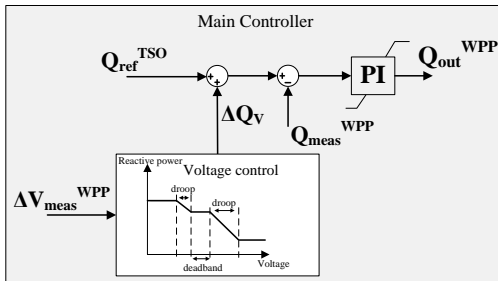 Main Controller
Q_ref^TSO
+
+
+
−
PI
Q_out^WPP
ΔQ_V
Q_meas^WPP
Reactive power
Voltage control
droop
droop
ΔV_meas^WPP
deadband
Voltage